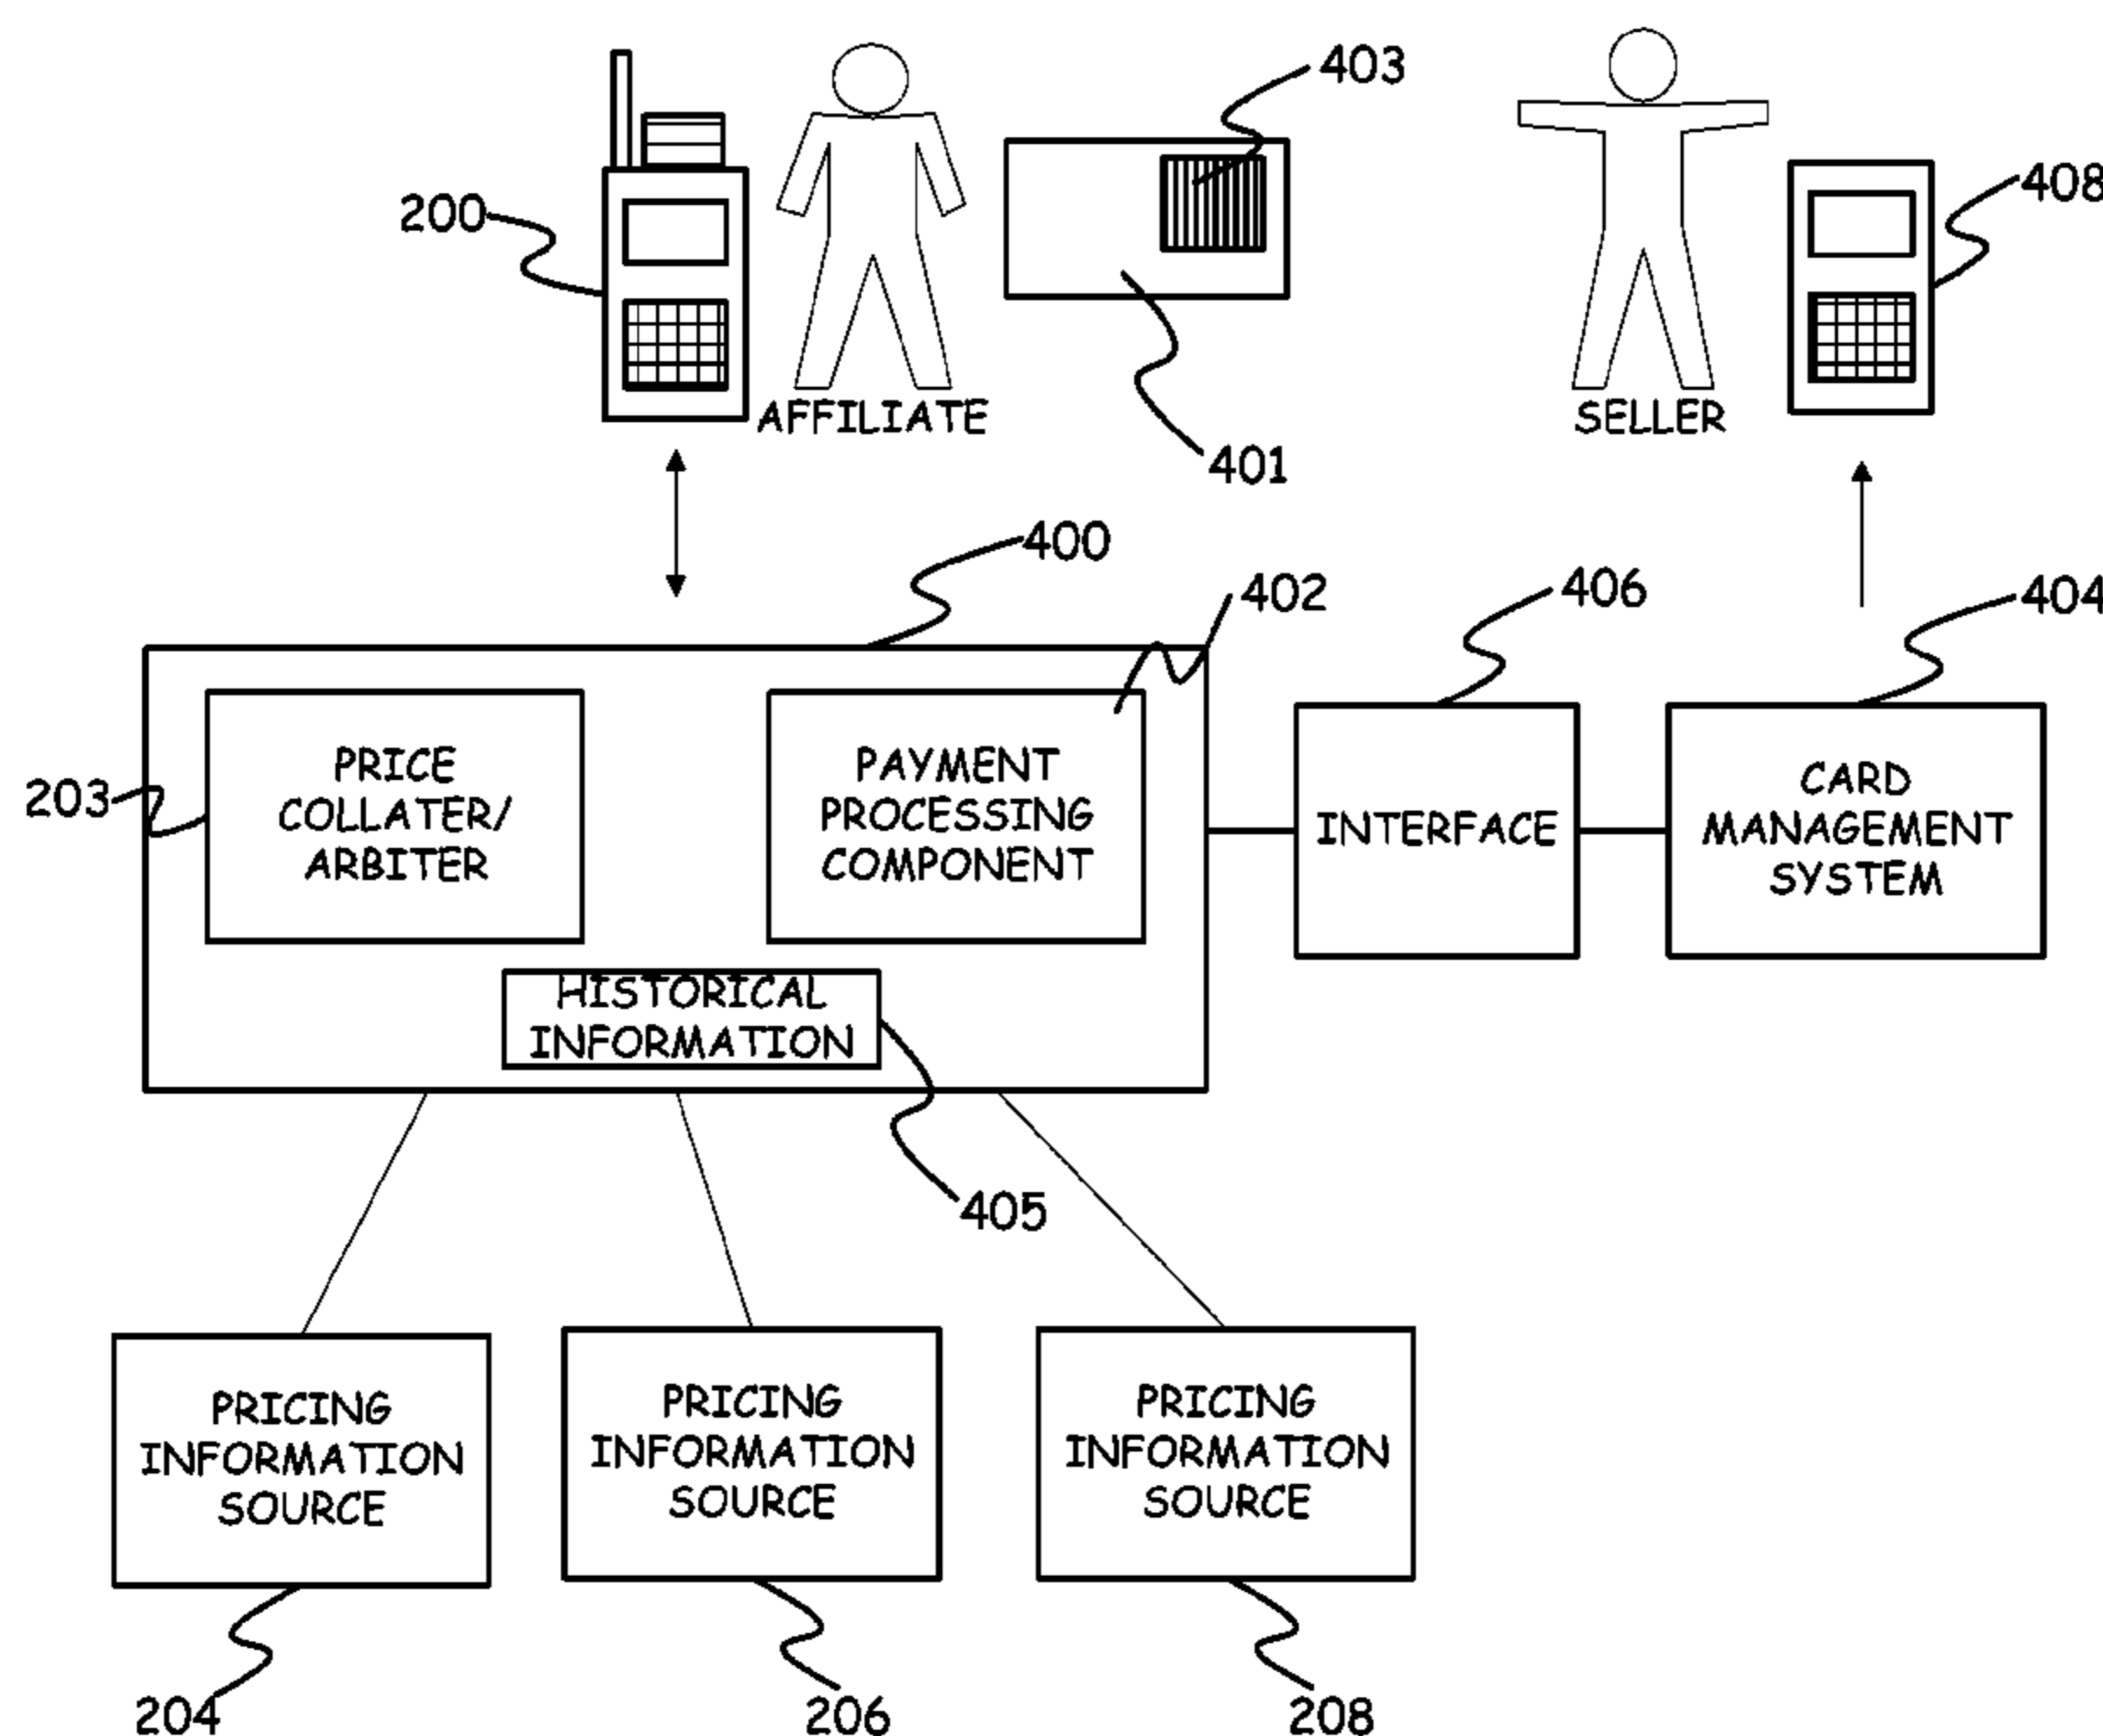 403
408
200
AFFILIATE
SELLER
401
400
402
406
404
203
PRICE
COLLATER/
ARBITER
PAYMENT
PROCESSING
COMPONENT
INTERFACE
CARD
MANAGEMENT
SYSTEM
HISTORICAL
INFORMATION
405
PRICING
INFORMATION
SOURCE
PRICING
INFORMATION
SOURCE
PRICING
INFORMATION
SOURCE
204
206
208